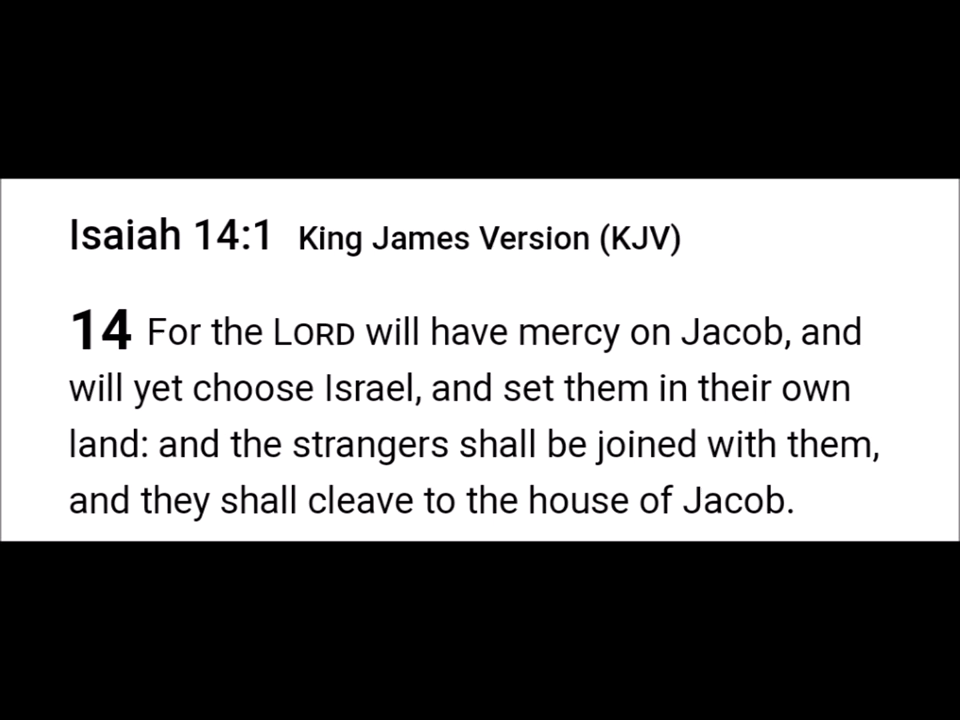 Isaiah 14:1 King James Version (KJV)
14 For the LORD will have mercy on Jacob, and
will yet choose Israel, and set them in their own
land: and the strangers shall be joined with them,
and they shall cleave to the house of Jacob.